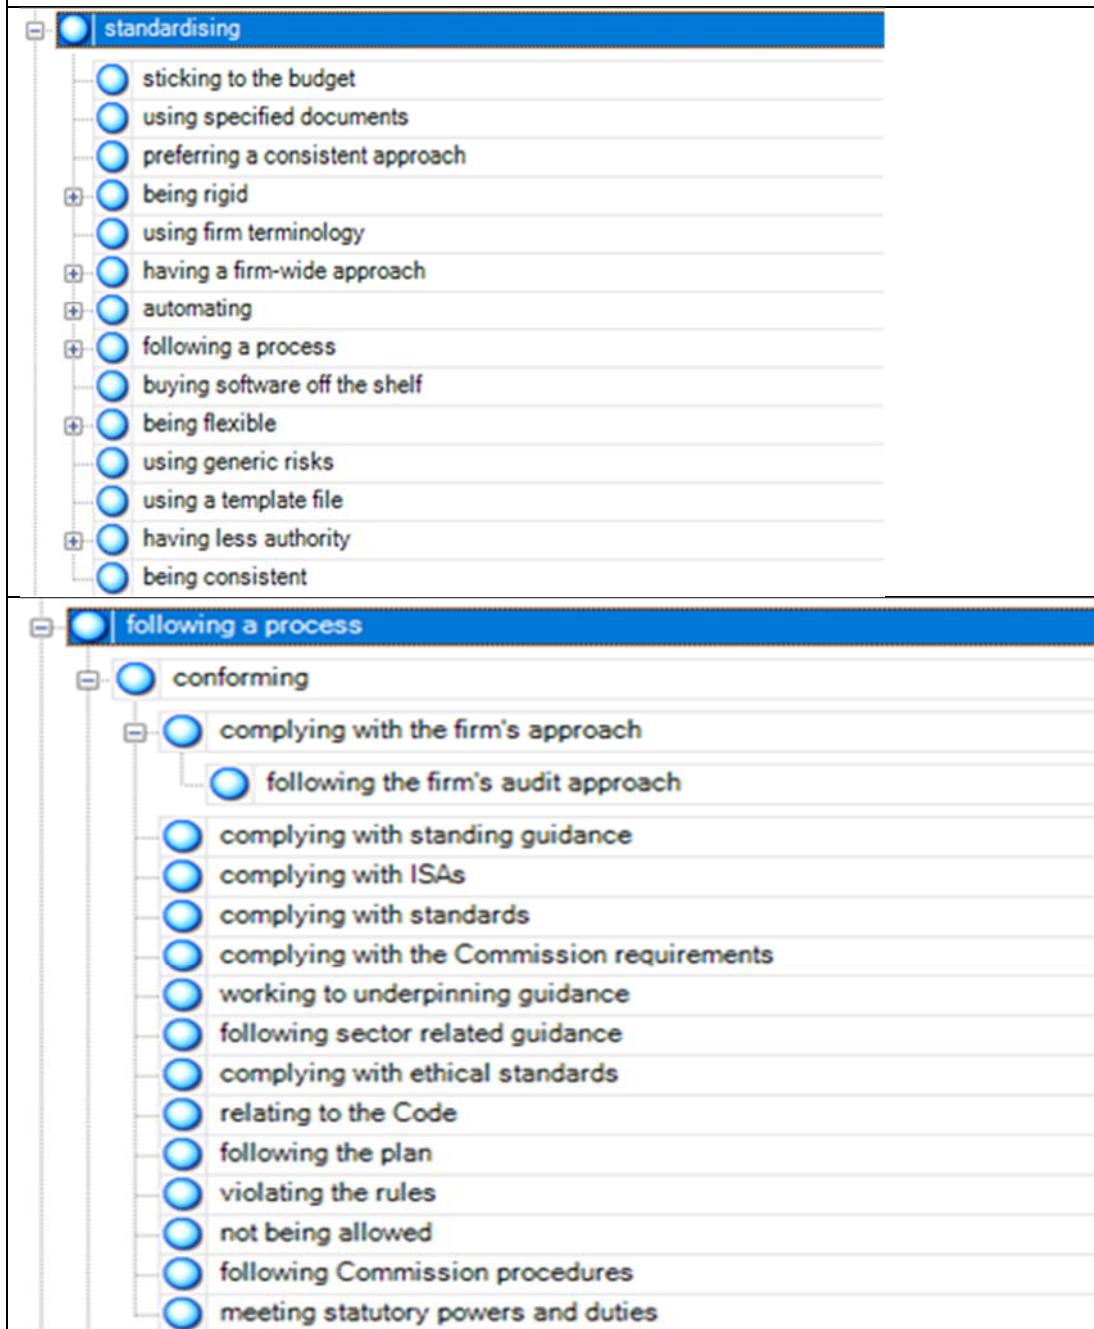 standardising
sticking to the budget
using specified documents
preferring a consistent approach
being rigid
using firm terminology
having a firm-wide approach
automating
following a process
buying software off the shelf
being flexible
using generic risks
using a template file
having less authority
being consistent
following a process
conforming
complying with the firm's approach
following the firm's audit approach
complying with standing guidance
complying with ISAs
complying with standards
complying with the Commission requirements
working to underpinning guidance
following sector related guidance
complying with ethical standards
relating to the Code
following the plan
violating the rules
not being allowed
following Commission procedures
meeting statutory powers and duties